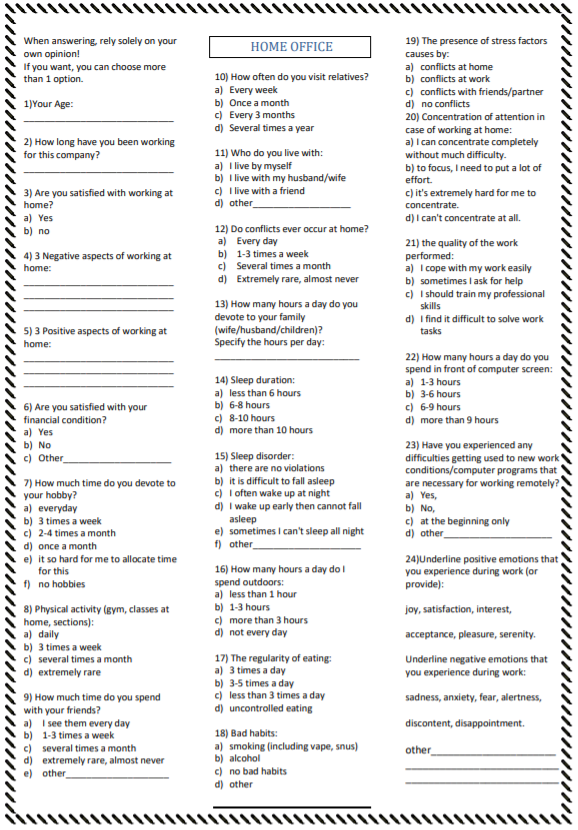 When answering, rely solely on your
own opinion!
If you want, you can choose more
than 1 option.
1)Your Age:
2) How long have you been working
for this company?
3) Are you satisfied with working at
home?
a) Yes
b) no
4) 3 Negative aspects of working at
home:
5) 3 Positive aspects of working at
home:
6) Are you satisfied with your
financial condition?
a) Yes
b) No
c) Other____________________
7) How much time do you devote to
your hobby?
a) everyday
b) 3 times a week
c) 2-4 times a month
d) once a month
e) it so hard for me to allocate time
for this
f) no hobbies
8) Physical activity (gym, classes at
home, sections):
a) daily
b) 3 times a week
c) several times a month
d) extremely rare
9) How much time do you spend
with your friends?
a) I see them every day
b) 1-3 times a week
c) several times a month
d) extremely rare, almost never
e) other___________________
HOME OFFICE
10) How often do you visit relatives?
a) Every week
b) Once a month
c) Every 3 months
d) Several times a year
11) Who do you live with:
a) I live by myself
b) I live with my husband/wife
c) I live with a friend
d) other__________________
12) Do conflicts ever occur at home?
a) Every day
b) 1-3 times a week
c) Several times a month
d) Extremely rare, almost never
13) How many hours a day do you
devote to your family
(wife/husband/children)?
Specify the hours per day:
14) Sleep duration:
a) less than 6 hours
b) 6-8 hours
c) 8-10 hours
d) more than 10 hours
15) Sleep disorder:
a) there are no violations
b) it is difficult to fall asleep
c) I often wake up at night
d) I wake up early then cannot fall
asleep
e) sometimes I can't sleep all night
f) other____________________
16) How many hours a day do I
spend outdoors:
a) less than 1 hour
b) 1-3 hours
c) more than 3 hours
d) not every day
17) The regularity of eating:
a) 3 times a day
b) 3-5 times a day
c) less than 3 times a day
d) uncontrolled eating
18) Bad habits:
a) smoking (including vape, snus)
b) alcohol
c) no bad habits
d) other
19) The presence of stress factors
causes by:
a) conflicts at home
b) conflicts at work
c) conflicts with friends/partner
d) no conflicts
20) Concentration of attention in
case of working at home:
a) I can concentrate completely
without much difficulty.
b) to focus, I need to put a lot of
effort.
c) it's extremely hard for me to
concentrate.
d) I can't concentrate at all.
21) the quality of the work
performed:
a) I cope with my work easily
b) sometimes I ask for help
c) I should train my professional
skills
d) I find it difficult to solve work
tasks
22) How many hours a day do you
spend in front of computer screen:
a) 1-3 hours
b) 3-6 hours
c) 6-9 hours
d) more than 9 hours
23) Have you experienced any
difficulties getting used to new work
conditions/computer programs that
are necessary for working remotely?
a) Yes,
b) No,
c) at the beginning only
d) other____________________
24)Underline positive emotions that
you experience during work (or
provide):
joy, satisfaction, interest,
acceptance, pleasure, serenity.
Underline negative emotions that
you experience during work:
sadness, anxiety, fear, alertness,
discontent, disappointment.
other_______________________